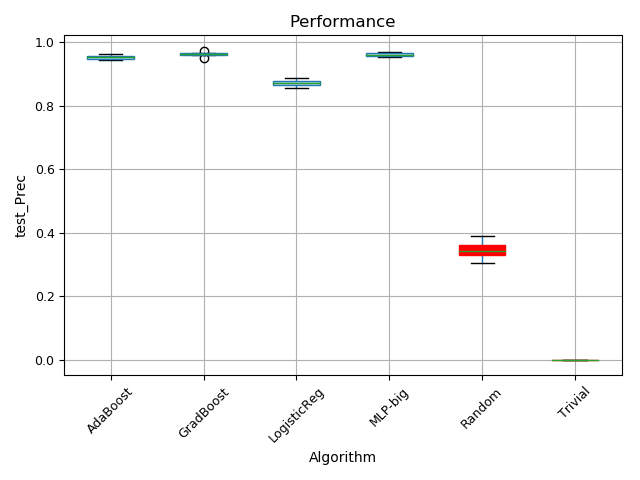 Performance
test_Prec
1.0
0.8
0.6
0.4
0.2
0.0
AdaBoost
GradBoost
LogisticReg
MLP-big
Random
Trivial
Algorithm